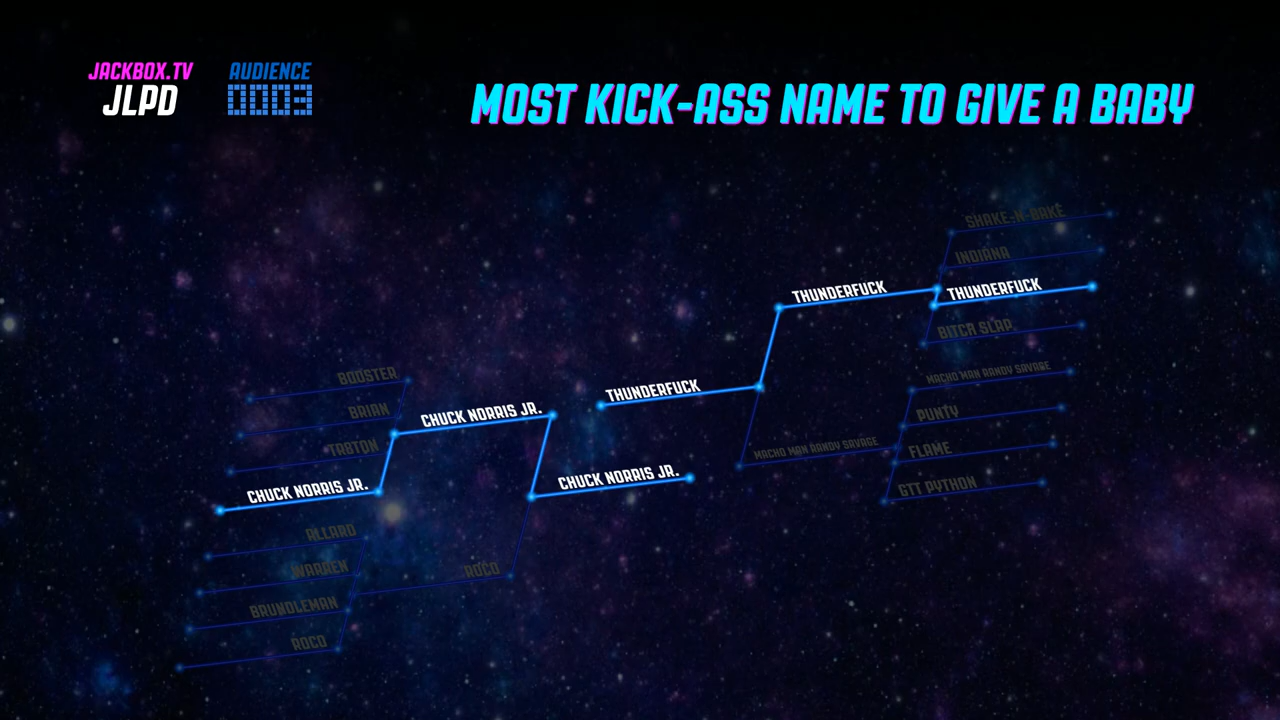 JACKBOX.TV
JLPD
AUDIENCE
0003
MOST KICK-ASS NAME TO GIVE A BABY
BOOSTER
BRIAN
TABTON
CHUCK NORRIS JR.
ALLARD
WARREN
BRUNDLEMAN
ROCO
CHUCK NORRIS JR.
ROCO
CHUCK NORRIS JR.
THUNDERFUCK
THUNDERFUCK
MACHO MAN RANDY SAVAGE
SHAKE-N-BAKE
INDIANA
THUNDERFUCK
BITCH SLAP
MACHO MAN RANDY SAVAGE
PUNTY
FLAME
GTT PYTHON